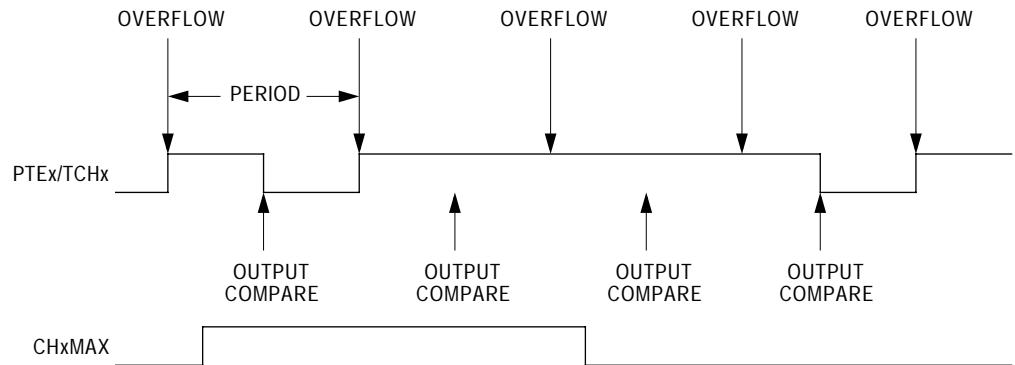 OVERFLOW OVERFLOW OVERFLOW OVERFLOW OVERFLOW
PERIOD
PTEx/TCHx
OUTPUT COMPARE
OUTPUT COMPARE
OUTPUT COMPARE
OUTPUT COMPARE
CHxMAX